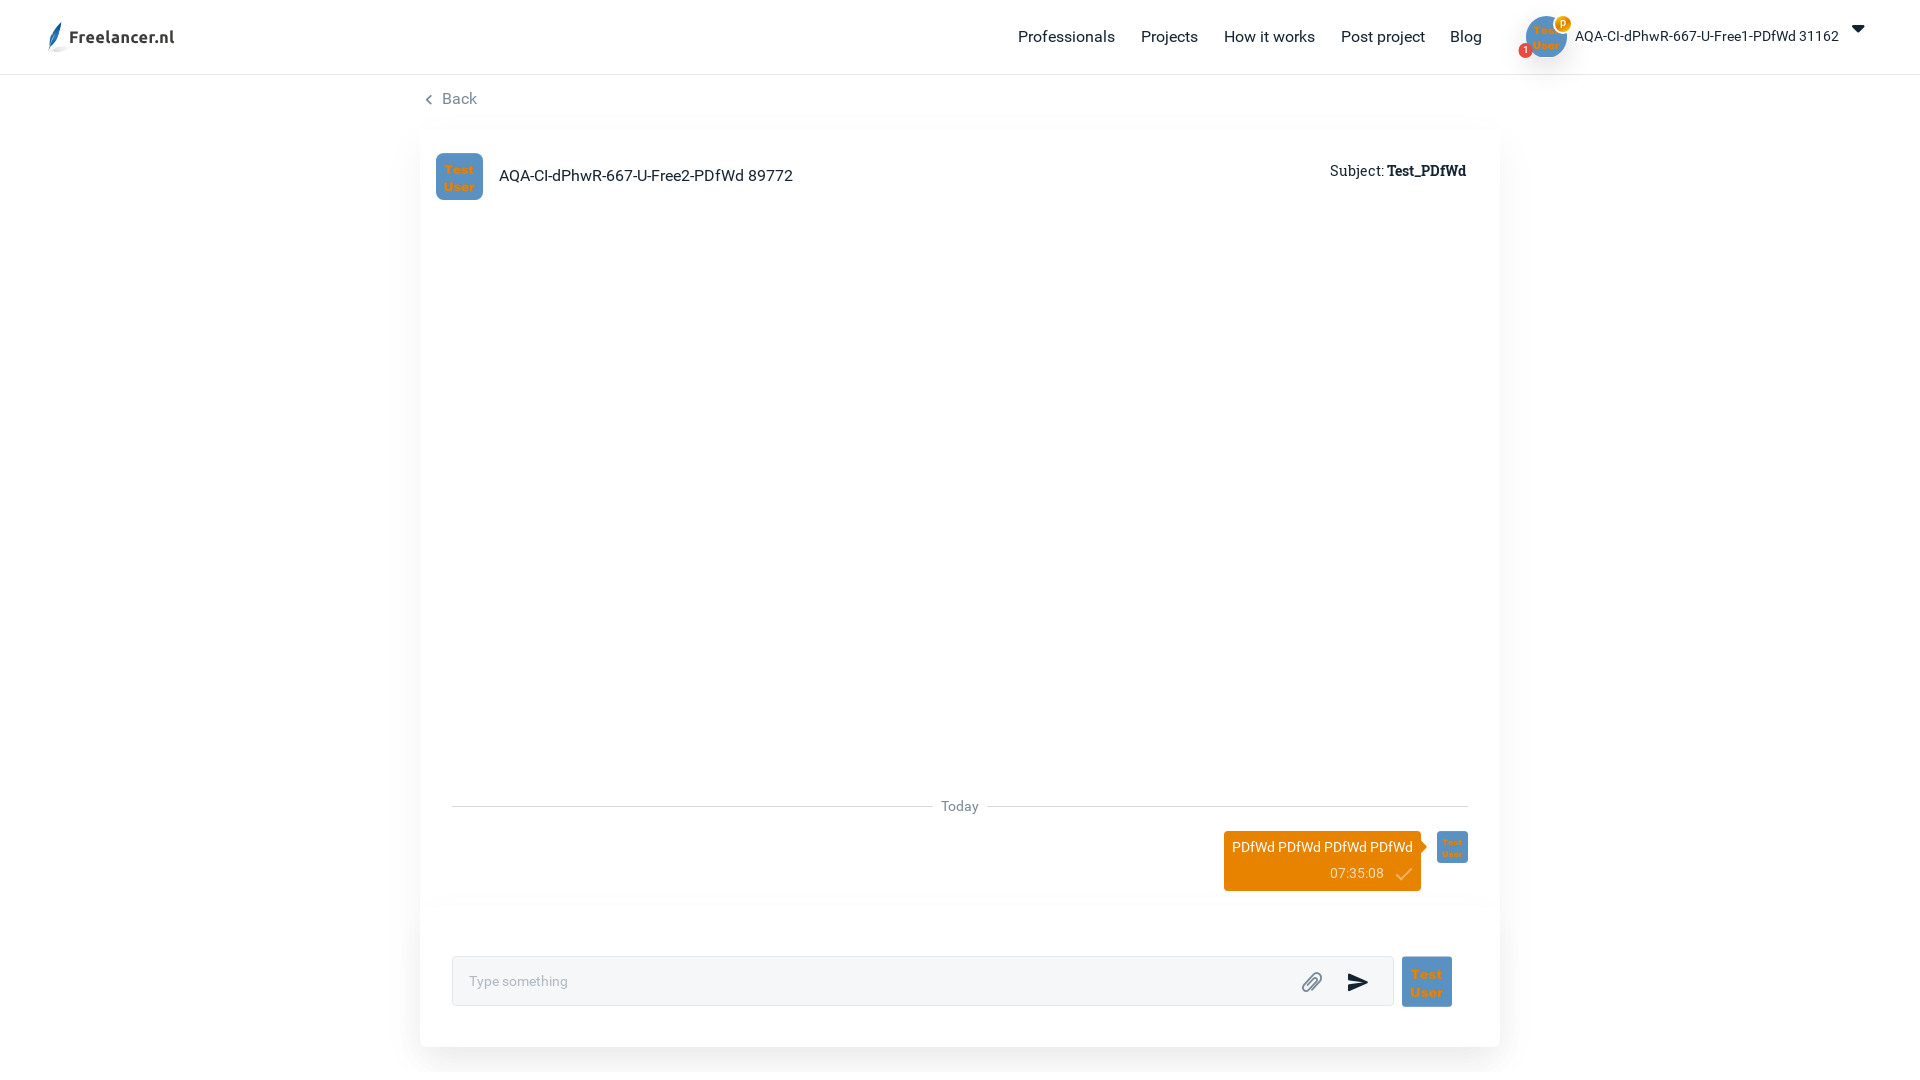 Freelancer.nl
Professionals
Projects
How it works
Post project
Blog
Test
User
p
1
AQA-CI-dPhwR-667-U-Free1-PDfWd 31162
Back
Test
User
AQA-CI-dPhwR-667-U-Free2-PDfWd 89772
Subject: Test_PDfWd
Today
PDfWd PDfWd PDfWd PDfWd
07:35:08
Test
User
Type something
Test
User